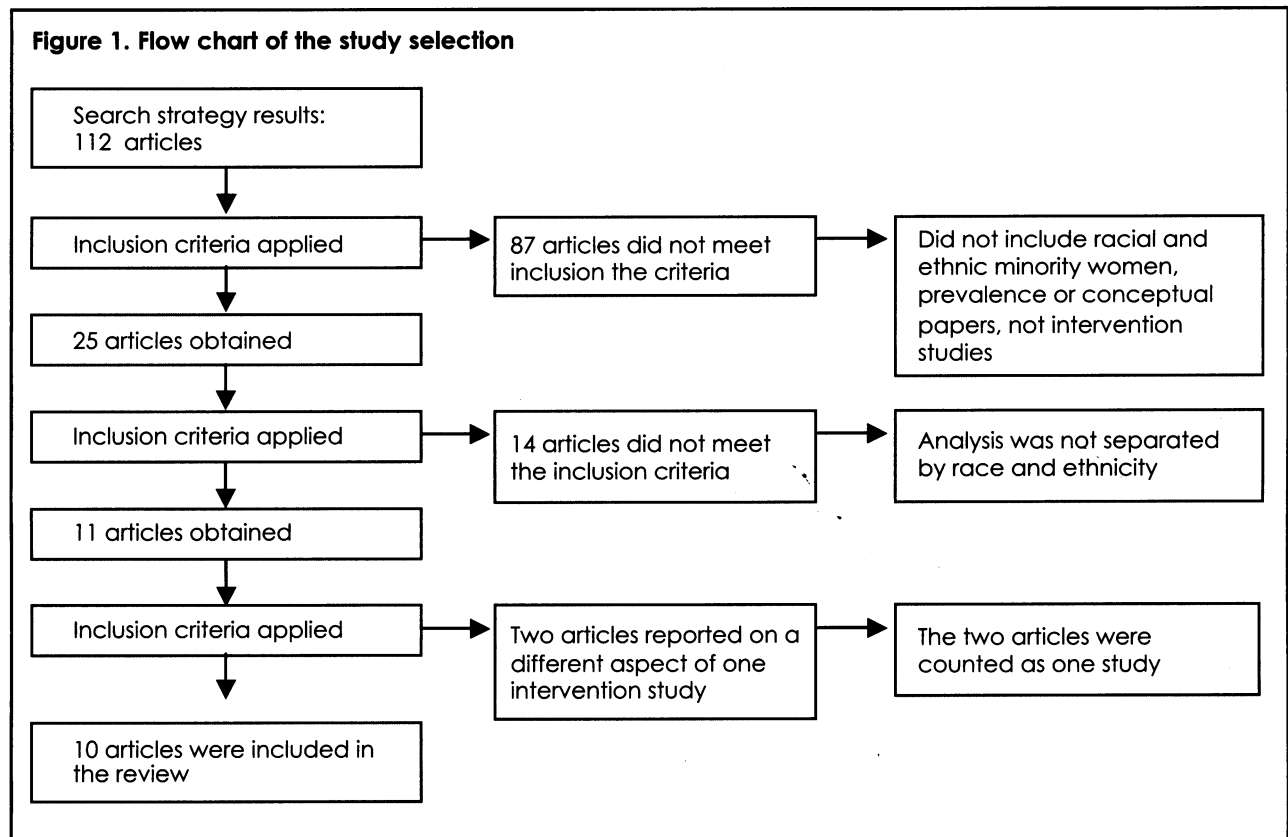 Figure 1. Flow chart of the study selection
Search strategy results:
112 articles
Inclusion criteria applied
87 articles did not meet
inclusion the criteria
Did not include racial and
ethnic minority women,
prevalence or conceptual
papers, not intervention
studies
25 articles obtained
Inclusion criteria applied
14 articles did not meet
the inclusion criteria
Analysis was not separated
by race and ethnicity
11 articles obtained
Inclusion criteria applied
Two articles reported on a
different aspect of one
intervention study
The two articles were
counted as one study
10 articles were included in
the review